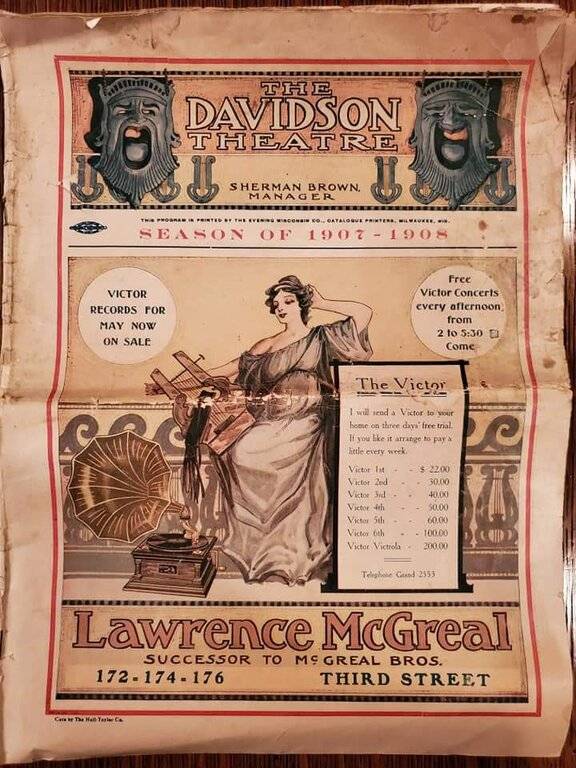 THE
DAVIDSON
THEATRE
SHERMAN BROWN,
MANAGER
THIS PROGRAM IS PRINTED BY THE EVENING WISCONSIN CO., CATALOGUE PRINTERS, MILWAUKEE, WIS.
SEASON OF 1907-1908
VICTOR
RECORDS FOR
MAY NOW
ON SALE
Free
Victor Concerts
every afternoon
from
2 to 5:30
Come
The Victor
I will send a Victor to your
home on three days' free trial.
If you like it arrange to pay a
little every week.
Victor 1st - - $ 22.00
Victor 2nd - 30.00
Victor 3rd - - 40.00
Victor 4th - 50.00
Victor 5th - - 60.00
Victor 6th - - 100.00
Victor Victrola - 200.00
Telephone Grand 2553
Lawrence McGreal
SUCCESSOR TO McGREAL BROS.
172-174-176 THIRD STREET
Cuts by The Hall-Taylor Co.